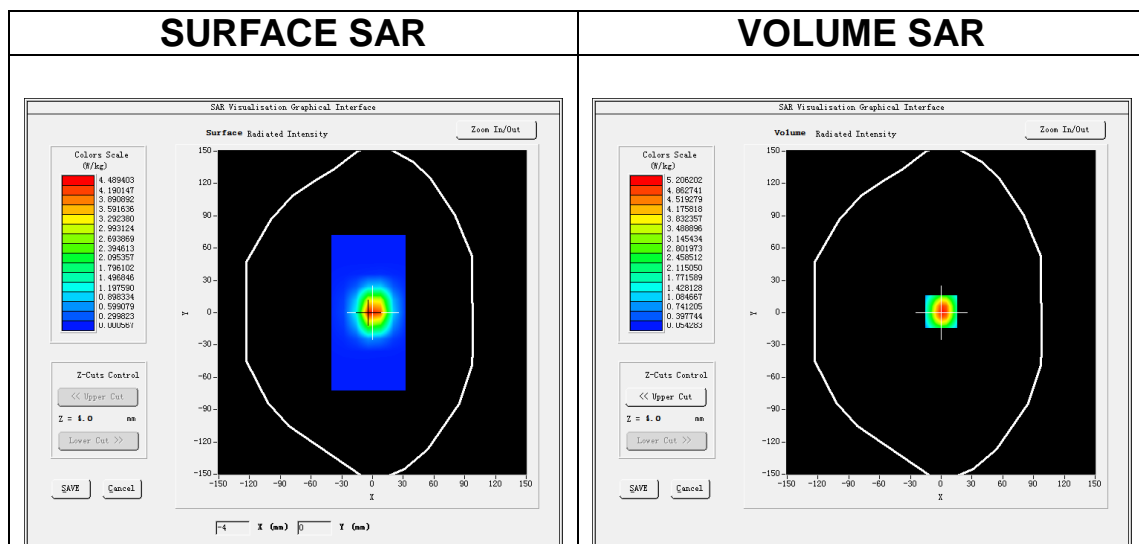 SURFACE SAR
VOLUME SAR
SAR Visualisation Graphical Interface
Surface Radiated Intensity
Zoom In/Out
Colors Scale
(W/kg)
4.489403
4.190147
3.890892
3.591636
3.292380
2.993124
2.693869
2.394613
2.095357
1.796102
1.496846
1.197590
0.898334
0.599079
0.299823
0.000567
150
120
90
60
30
0
-30
-60
-90
-120
-150
Y
-150 -120 -90 -60 -30 0 30 60 90 120 150
X
Z-Cuts Control
<< Upper Cut
Z = 4.0 mm
Lower Cut >>
SAVE Cancel
-4 X (mm) 0 Y (mm)
SAR Visualisation Graphical Interface
Volume Radiated Intensity
Zoom In/Out
Colors Scale
(W/kg)
5.206202
4.862741
4.519279
4.175818
3.832357
3.488896
3.145434
2.801973
2.458512
2.115050
1.771589
1.428128
1.084667
0.741205
0.397744
0.054283
150
120
90
60
30
0
-30
-60
-90
-120
-150
Y
-150 -120 -90 -60 -30 0 30 60 90 120 150
X
Z-Cuts Control
<< Upper Cut
Z = 4.0 mm
Lower Cut >>
SAVE Cancel